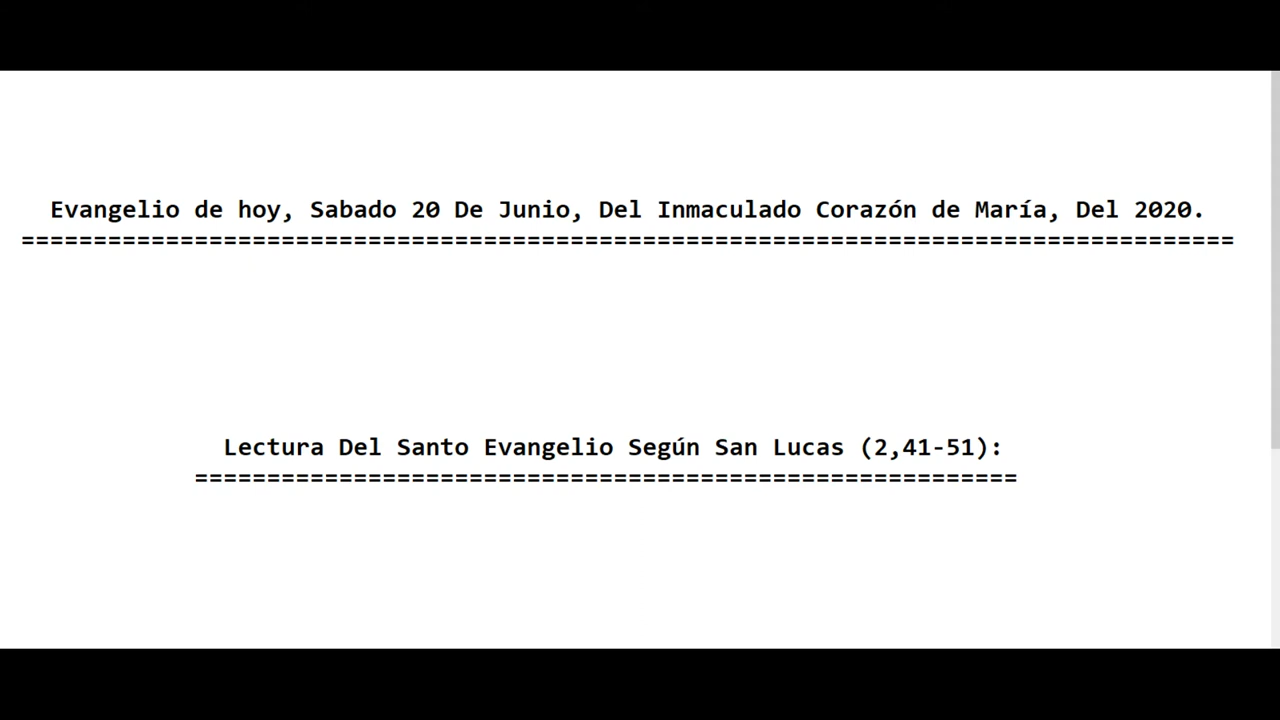 Evangelio de hoy, Sabado 20 De Junio, Del Inmaculado Corazón de María, Del 2020.
====================================================================================
Lectura Del Santo Evangelio Según San Lucas (2,41-51):
=========================================================